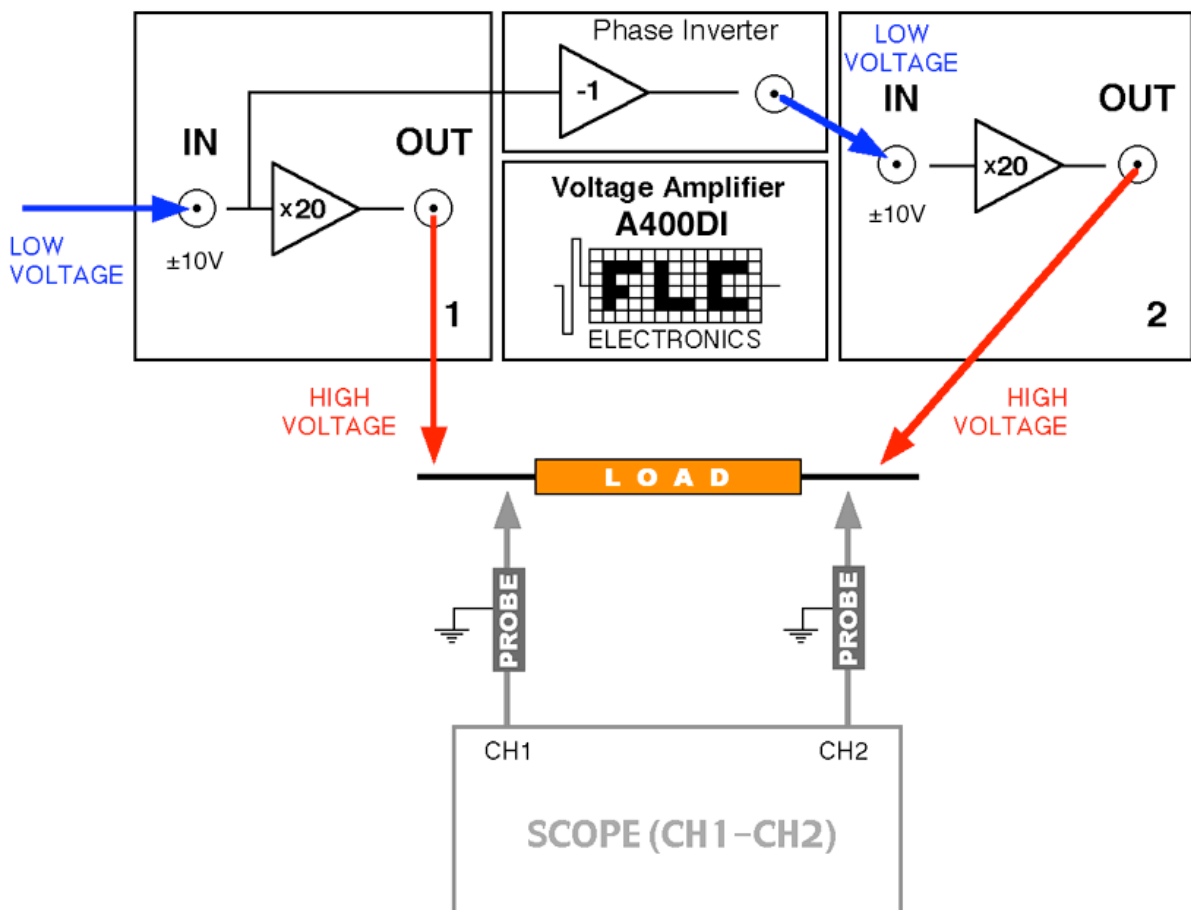 Phase Inverter
-1
LOW
VOLTAGE
IN
OUT
x20
±10V
LOW
VOLTAGE
1
Voltage Amplifier
A400DI
FLC
ELECTRONICS
IN
OUT
x20
±10V
2
HIGH
VOLTAGE
HIGH
VOLTAGE
LOAD
PROBE
PROBE
CH1
CH2
SCOPE (CH1-CH2)